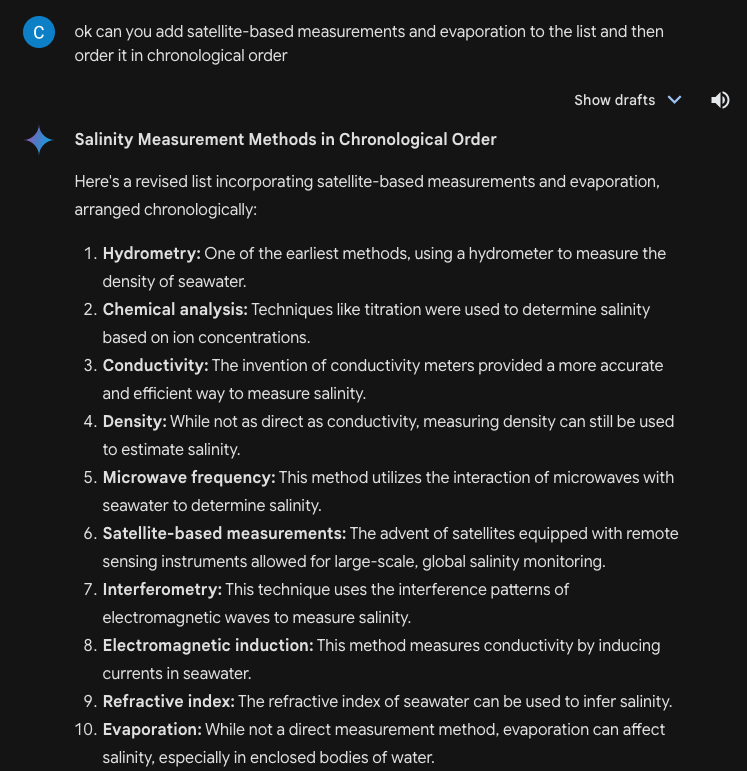 C
ok can you add satellite-based measurements and evaporation to the list and then
order it in chronological order
Show drafts
Salinity Measurement Methods in Chronological Order
Here's a revised list incorporating satellite-based measurements and evaporation,
arranged chronologically:
1. Hydrometry: One of the earliest methods, using a hydrometer to measure the
density of seawater.
2. Chemical analysis: Techniques like titration were used to determine salinity
based on ion concentrations.
3. Conductivity: The invention of conductivity meters provided a more accurate
and efficient way to measure salinity.
4. Density: While not as direct as conductivity, measuring density can still be used
to estimate salinity.
5. Microwave frequency: This method utilizes the interaction of microwaves with
seawater to determine salinity.
6. Satellite-based measurements: The advent of satellites equipped with remote
sensing instruments allowed for large-scale, global salinity monitoring.
7. Interferometry: This technique uses the interference patterns of
electromagnetic waves to measure salinity.
8. Electromagnetic induction: This method measures conductivity by inducing
currents in seawater.
9. Refractive index: The refractive index of seawater can be used to infer salinity.
10. Evaporation: While not a direct measurement method, evaporation can affect
salinity, especially in enclosed bodies of water.